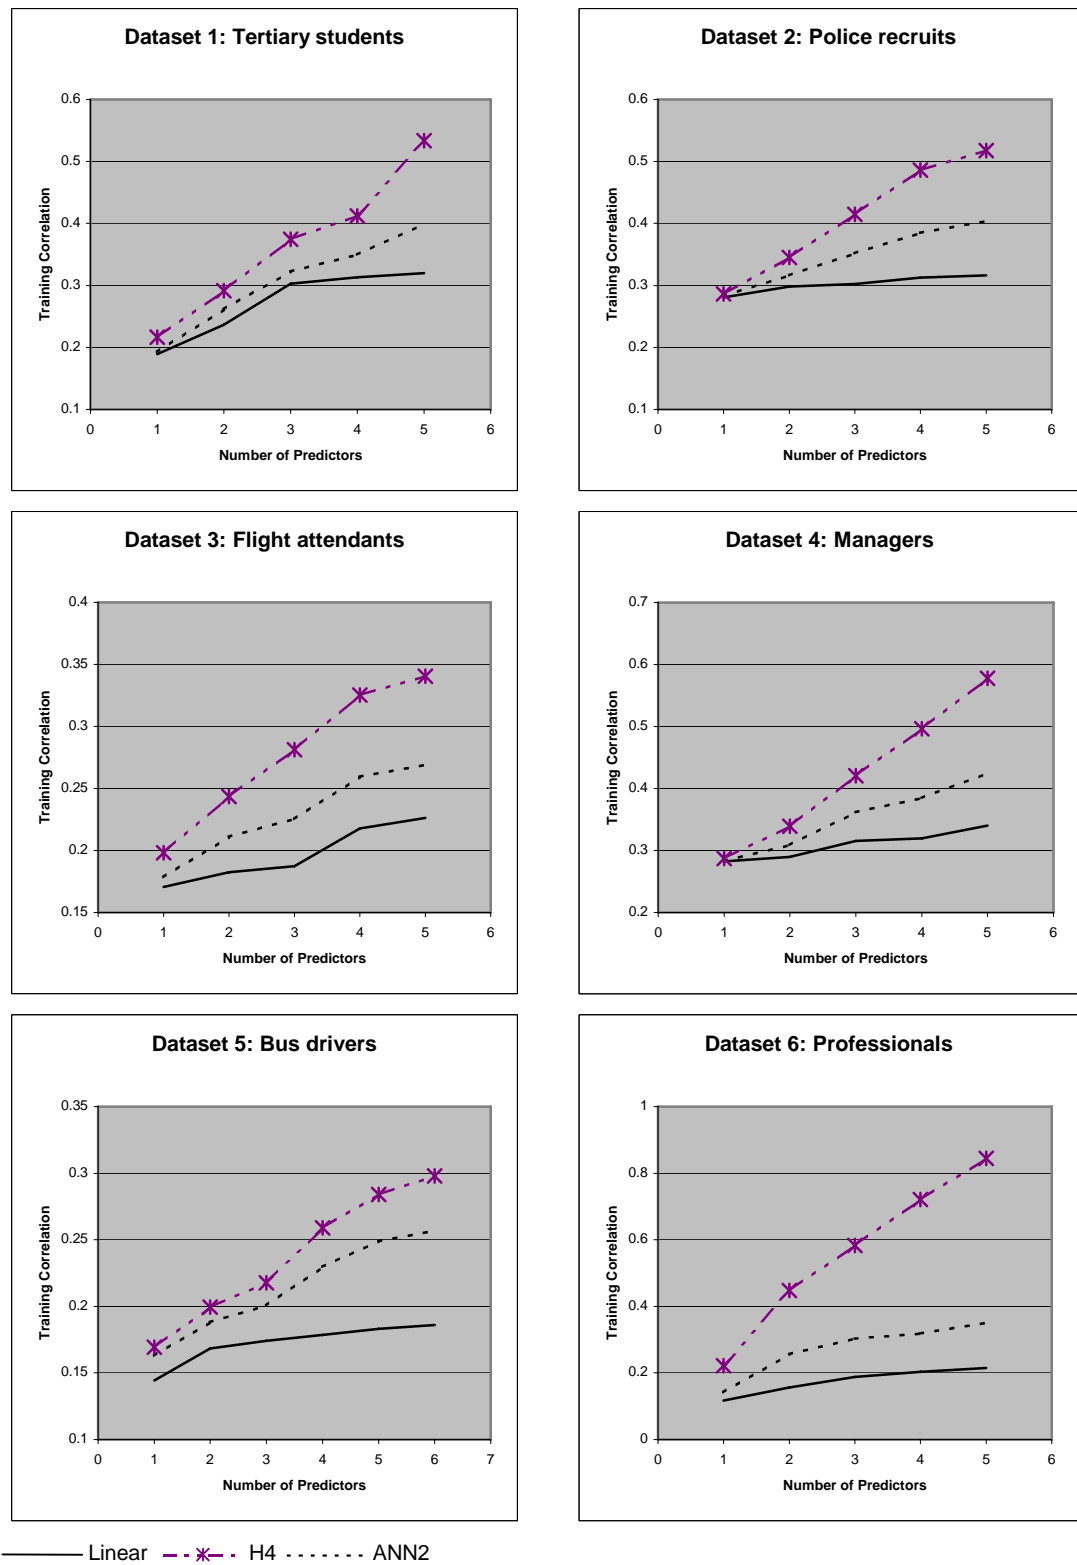 Dataset 1: Tertiary students
0.6
0.5
0.4
0.3
0.2
0.1
0 1 2 3 4 5 6
Training Correlation
Number of Predictors
Dataset 2: Police recruits
0.6
0.5
0.4
0.3
0.2
0.1
0 1 2 3 4 5 6
Training Correlation
Number of Predictors
Dataset 3: Flight attendants
0.4
0.35
0.3
0.25
0.2
0.15
0 1 2 3 4 5 6
Training Correlation
Number of Predictors
Dataset 4: Managers
0.7
0.6
0.5
0.4
0.3
0.2
0 1 2 3 4 5 6
Training Correlation
Number of Predictors
Dataset 5: Bus drivers
0.35
0.3
0.25
0.2
0.15
0.1
0 1 2 3 4 5 6 7
Training Correlation
Number of Predictors
Dataset 6: Professionals
1
0.8
0.6
0.4
0.2
0
0 1 2 3 4 5 6
Training Correlation
Number of Predictors
Linear H4 ANN2